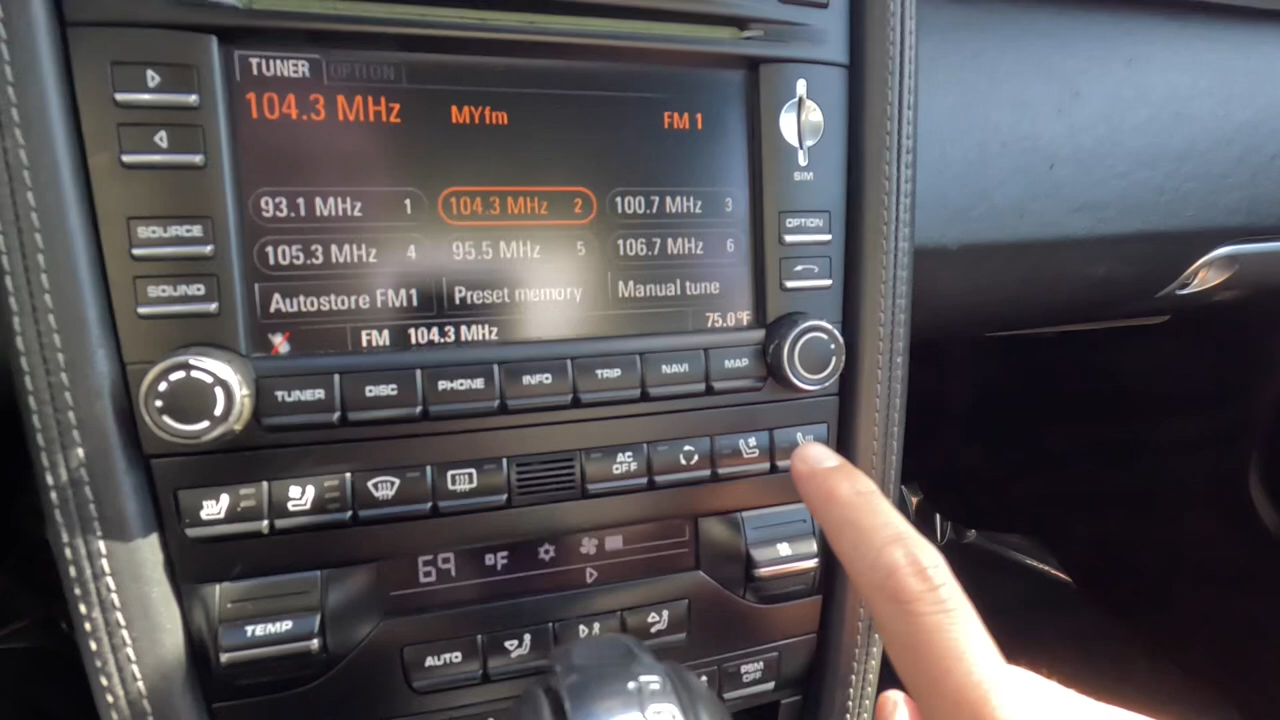 TUNER OPTION
104.3 MHz MYfm FM 1
SIM
93.1 MHz 1 104.3 MHz 2 100.7 MHz 3
SOURCE
OPTION
105.3 MHz 4 95.5 MHz 5 106.7 MHz 6
SOUND
Autostore FM1 Preset memory Manual tune
FM 104.3 MHz 75.0°F
TUNER DISC PHONE INFO TRIP NAVI MAP
AC
OFF
69 °F
TEMP
AUTO
PSM
OFF